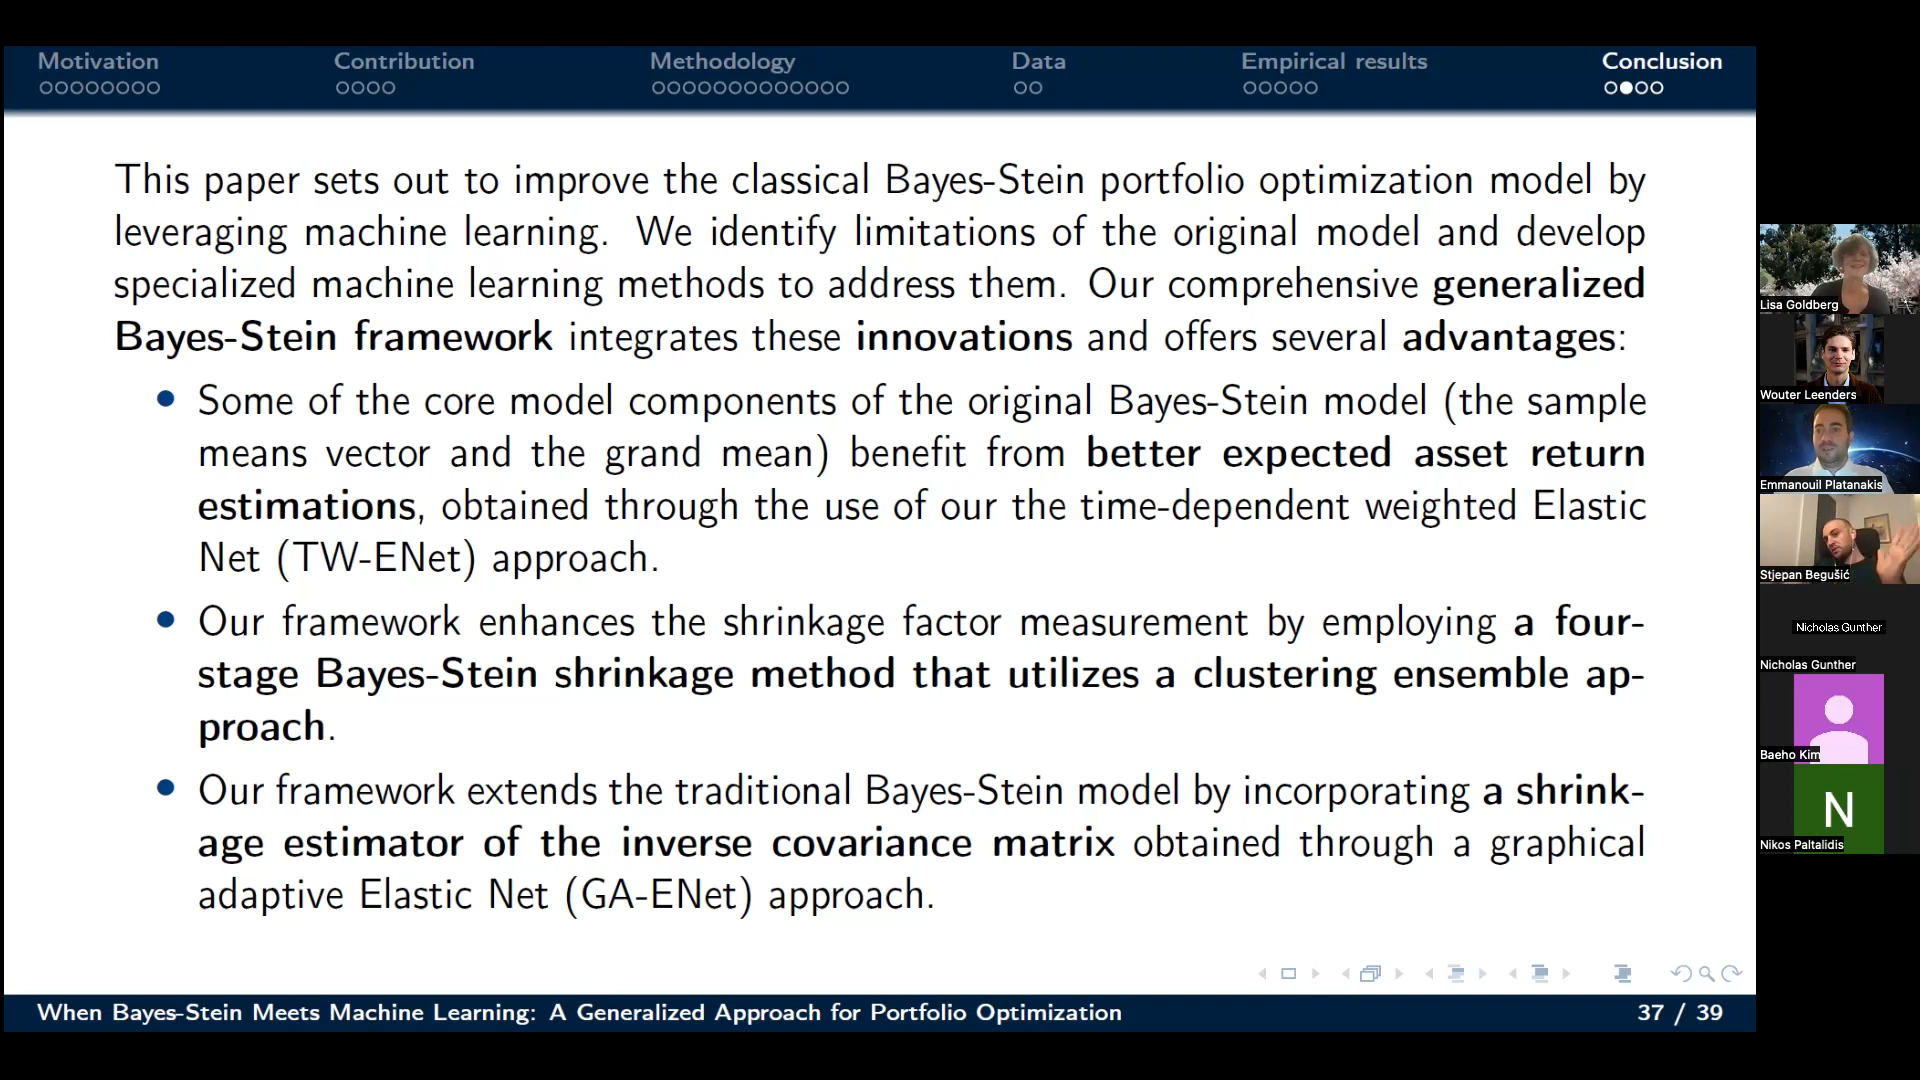 Motivation
Contribution
Methodology
Data
Empirical results
Conclusion
This paper sets out to improve the classical Bayes-Stein portfolio optimization model by
leveraging machine learning. We identify limitations of the original model and develop
specialized machine learning methods to address them. Our comprehensive generalized
Bayes-Stein framework integrates these innovations and offers several advantages:
Some of the core model components of the original Bayes-Stein model (the sample
means vector and the grand mean) benefit from better expected asset return
estimations, obtained through the use of our the time-dependent weighted Elastic
Net (TW-ENet) approach.
Our framework enhances the shrinkage factor measurement by employing a four-
stage Bayes-Stein shrinkage method that utilizes a clustering ensemble ap-
proach.
Our framework extends the traditional Bayes-Stein model by incorporating a shrink-
age estimator of the inverse covariance matrix obtained through a graphical
adaptive Elastic Net (GA-ENet) approach.
When Bayes-Stein Meets Machine Learning: A Generalized Approach for Portfolio Optimization
37 / 39
Lisa Goldberg
Wouter Leenders
Emmanouil Platanakis
Stjepan Begušić
Nicholas Gunther
Nicholas Gunther
Baeho Kim
N
Nikos Paltalidis